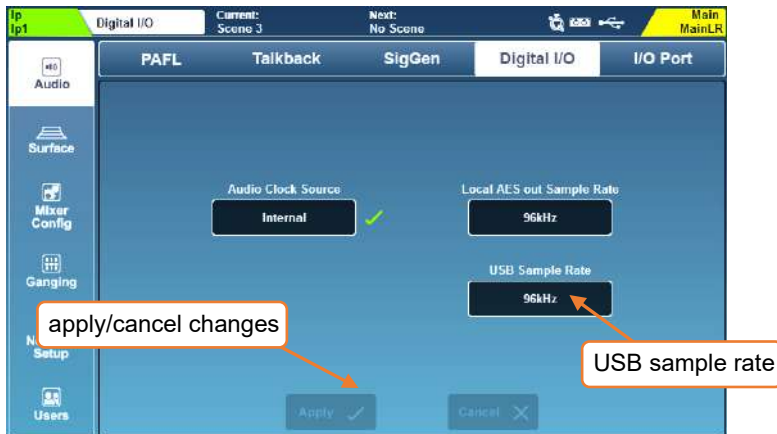 Ip
Ip1
Digital I/O
Current:
Scene 3
Next:
No Scene
Main
MainLR
Audio
PAFL
Talkback
SigGen
Digital I/O
I/O Port
Surface
Mixer
Config
Ganging
Setup
Users
Audio Clock Source
Internal
Local AES out Sample Rate
96kHz
USB Sample Rate
96kHz
apply/cancel changes
USB sample rate
Apply
Cancel